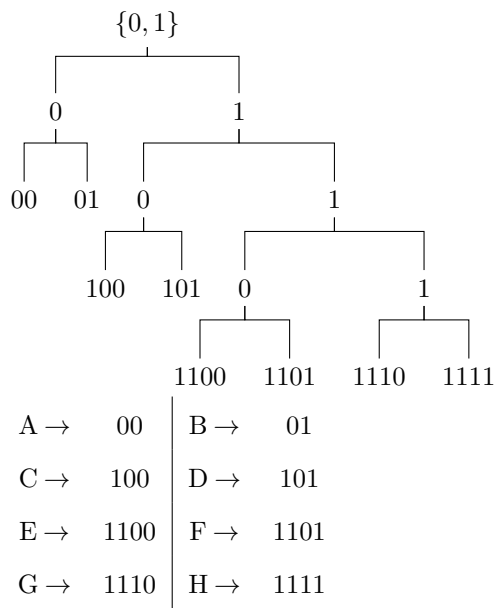 {0, 1}
0 1
00 01 0 1
100 101 0 1
1100 1101 1110 1111
A → 00 B → 01
C → 100 D → 101
E → 1100 F → 1101
G → 1110 H → 1111